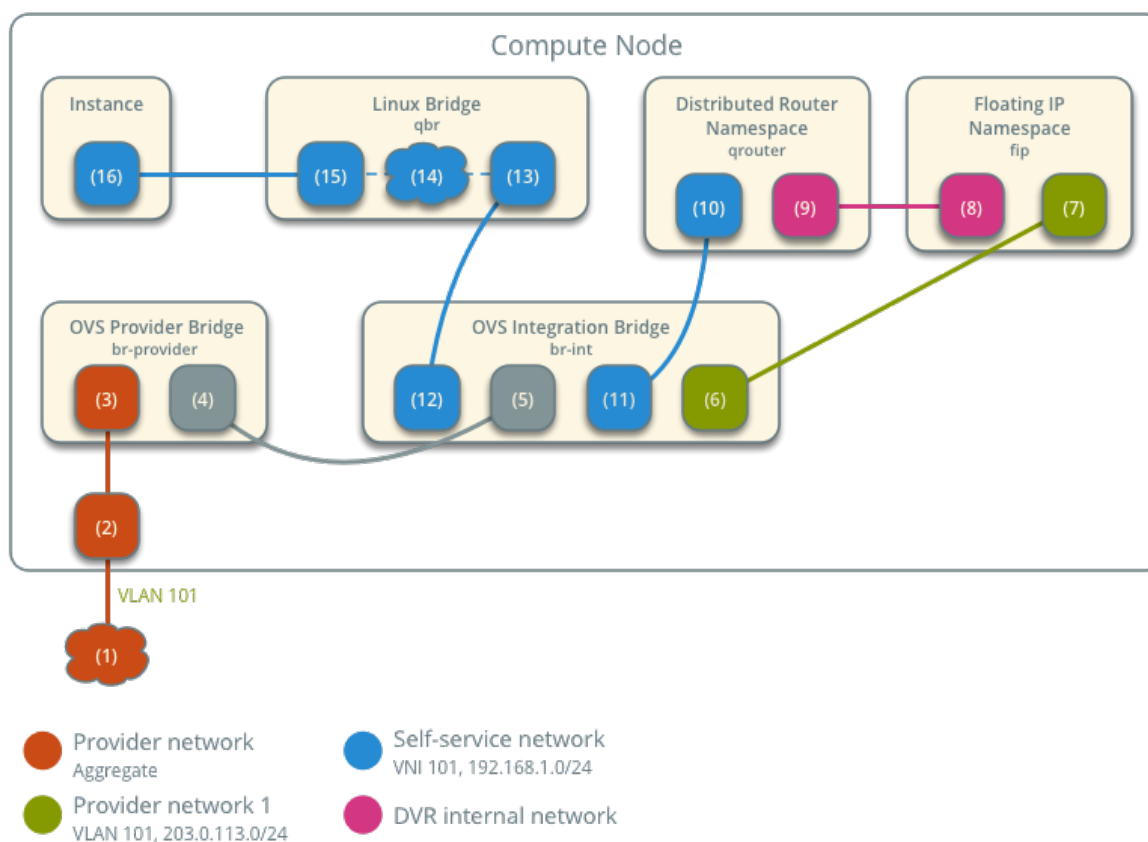 Compute Node
Instance
Linux Bridge
qbr
Distributed Router
Namespace
qrouter
Floating IP
Namespace
fip
(16)
(15)
(14)
(13)
(10)
(9)
(8)
(7)
OVS Provider Bridge
br-provider
OVS Integration Bridge
br-int
(3)
(4)
(12)
(5)
(11)
(6)
(2)
VLAN 101
(1)
Provider network
Aggregate
Self-service network
VNI 101, 192.168.1.0/24
Provider network 1
VLAN 101, 203.0.113.0/24
DVR internal network